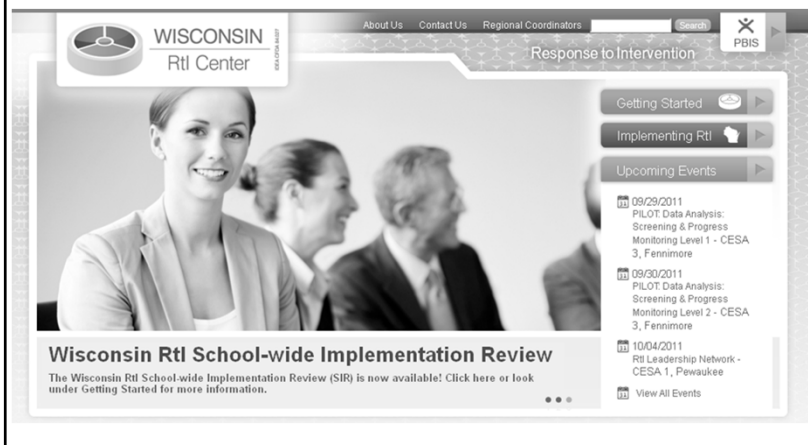 About Us Contact Us Regional Coordinators Search
PBIS
WISCONSIN
RtI Center
Response to Intervention
Getting Started
Implementing RtI
Upcoming Events
09/29/2011
PILOT: Data Analysis:
Screening & Progress
Monitoring Level 1 - CESA
3, Fennimore
09/30/2011
PILOT: Data Analysis:
Screening & Progress
Monitoring Level 2 - CESA
3, Fennimore
10/04/2011
RtI Leadership Network -
CESA 1, Pewaukee
View All Events
Wisconsin RtI School-wide Implementation Review
The Wisconsin RtI School-wide Implementation Review (SIR) is now available! Click here or look
under Getting Started for more information.